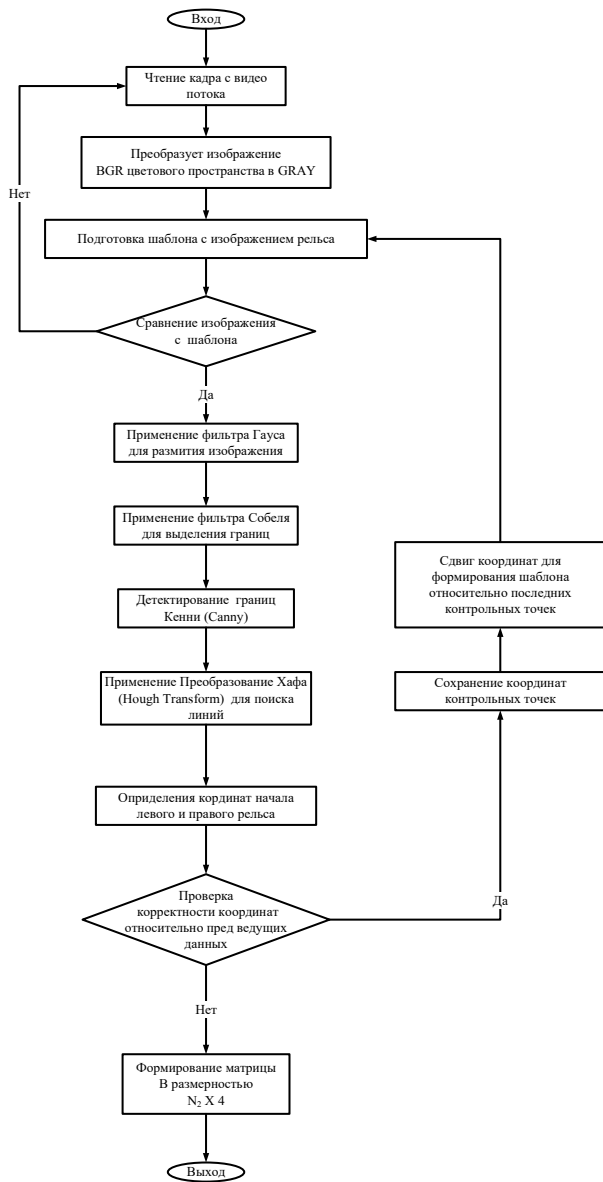 Вход
Чтение кадра с видео
потока
Преобразует изображение
BGR цветового пространства в GRAY
Нет
Подготовка шаблона с изображением рельса
Сравнение изображения
с шаблона
Да
Применение фильтра Гауса
для размития изображения
Применение фильтра Собеля
для выделения границ
Детектирование границ
Кенни (Canny)
Применение Преобразование Хафа
(Hough Transform) для поиска
линий
Оприделения кординат начала
левого и правого рельса
Проверка
корректности координат
относительно пред ведущих
данных
Да
Сохранение координат
контрольных точек
Сдвиг координат для
формирования шаблона
относительно последних
контрольных точек
Нет
Формирование матрицы
B размерностью
N₂ X 4
Выход